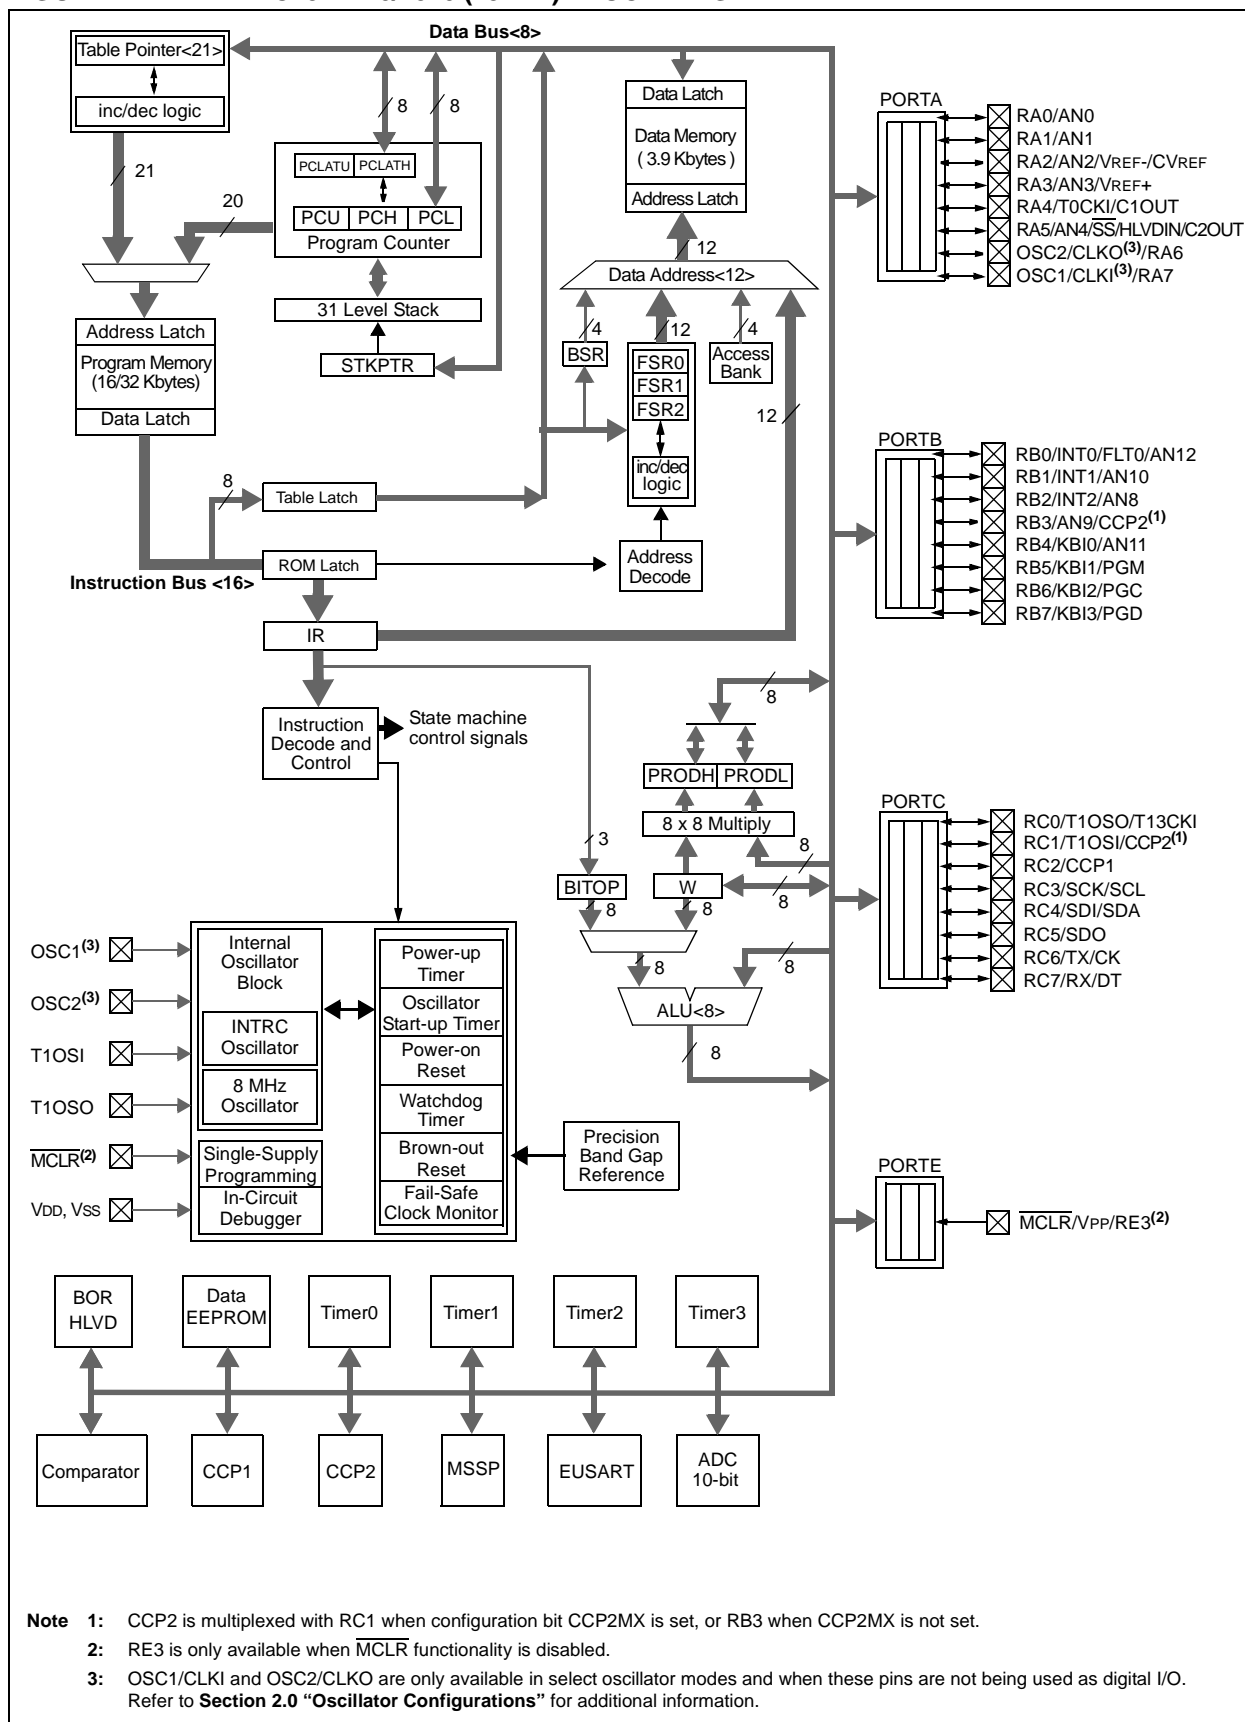 Data Bus<8>
Table Pointer<21>
inc/dec logic
21
20
8
8
PCLATU PCLATH
PCU PCH PCL
Program Counter
31 Level Stack
STKPTR
Address Latch
Program Memory
(16/32 Kbytes)
Data Latch
8
Table Latch
ROM Latch
Instruction Bus <16>
IR
Data Latch
Data Memory
( 3.9 Kbytes )
Address Latch
12
Data Address<12>
4
12
4
BSR
FSR0
FSR1
FSR2
inc/dec
logic
Access
Bank
12
Address
Decode
Instruction
Decode and
Control
State machine
control signals
8
PRODH PRODL
8 x 8 Multiply
3
8
BITOP
W
8
8
8
8
8
ALU<8>
8
PORTA
RA0/AN0
RA1/AN1
RA2/AN2/VREF-/CVREF
RA3/AN3/VREF+
RA4/T0CKI/C1OUT
RA5/AN4/SS/HLVDIN/C2OUT
OSC2/CLKO(3)/RA6
OSC1/CLKI(3)/RA7
PORTB
RB0/INT0/FLT0/AN12
RB1/INT1/AN10
RB2/INT2/AN8
RB3/AN9/CCP2(1)
RB4/KBI0/AN11
RB5/KBI1/PGM
RB6/KBI2/PGC
RB7/KBI3/PGD
PORTC
RC0/T1OSO/T13CKI
RC1/T1OSI/CCP2(1)
RC2/CCP1
RC3/SCK/SCL
RC4/SDI/SDA
RC5/SDO
RC6/TX/CK
RC7/RX/DT
PORTE
MCLR/VPP/RE3(2)
OSC1(3)
OSC2(3)
T1OSI
T1OSO
MCLR(2)
VDD, VSS
Internal
Oscillator
Block
INTRC
Oscillator
8 MHz
Oscillator
Single-Supply
Programming
In-Circuit
Debugger
Power-up
Timer
Oscillator
Start-up Timer
Power-on
Reset
Watchdog
Timer
Brown-out
Reset
Fail-Safe
Clock Monitor
Precision
Band Gap
Reference
BOR
HLVD
Data
EEPROM
Timer0
Timer1
Timer2
Timer3
Comparator
CCP1
CCP2
MSSP
EUSART
ADC
10-bit
Note 1: CCP2 is multiplexed with RC1 when configuration bit CCP2MX is set, or RB3 when CCP2MX is not set.
2: RE3 is only available when MCLR functionality is disabled.
3: OSC1/CLKI and OSC2/CLKO are only available in select oscillator modes and when these pins are not being used as digital I/O.
Refer to Section 2.0 “Oscillator Configurations” for additional information.